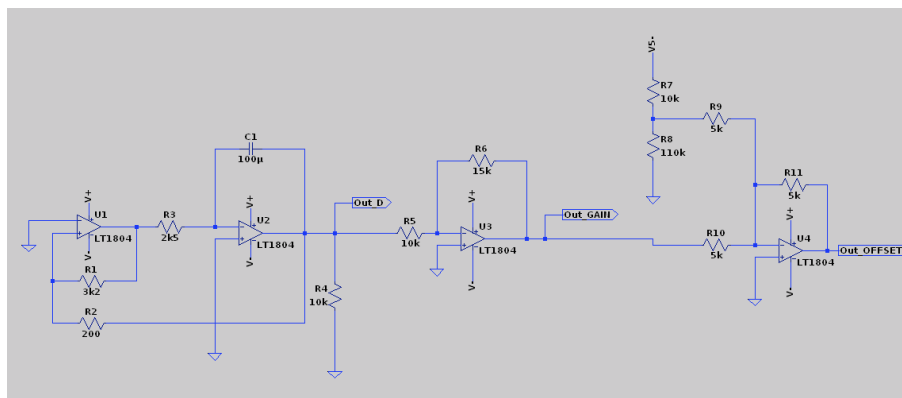 V5-
R7
10k
R9
5k
C1
100µ
R8
110k
R6
15k
R11
5k
V+
U1
LT1804
V-
R3
2k5
V+
U2
LT1804
V-
Out_D
R5
10k
V+
U3
LT1804
V-
Out_GAIN
R10
5k
V+
U4
LT1804
V-
Out_OFFSET
R1
3k2
R2
200
R4
10k